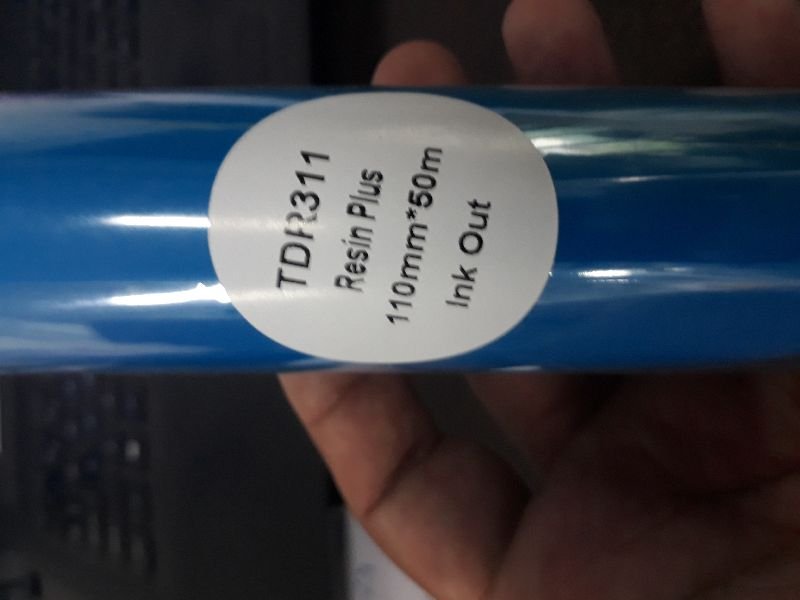 TDR311
Resin Plus
110mm*50m
Ink Out